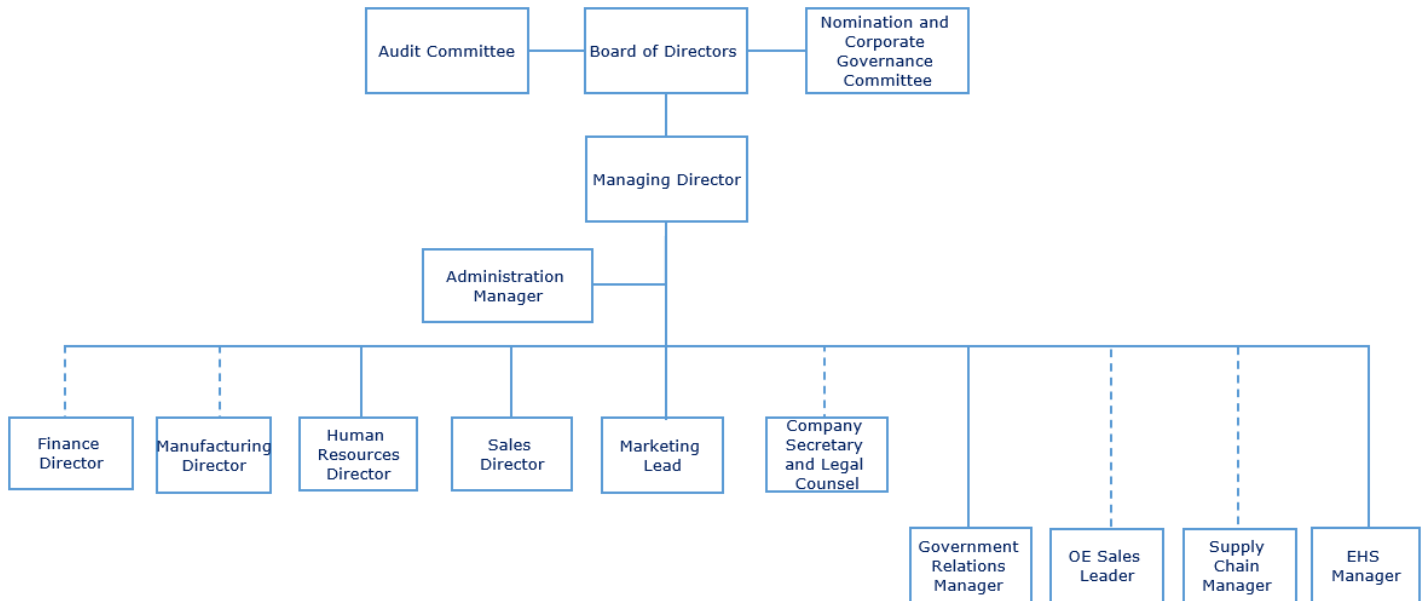 Audit Committee
Board of Directors
Nomination and
Corporate
Governance
Committee
Managing Director
Administration
Manager
Finance
Director
Manufacturing
Director
Human
Resources
Director
Sales
Director
Marketing
Lead
Company
Secretary
and Legal
Counsel
Government
Relations
Manager
OE Sales
Leader
Supply
Chain
Manager
EHS
Manager